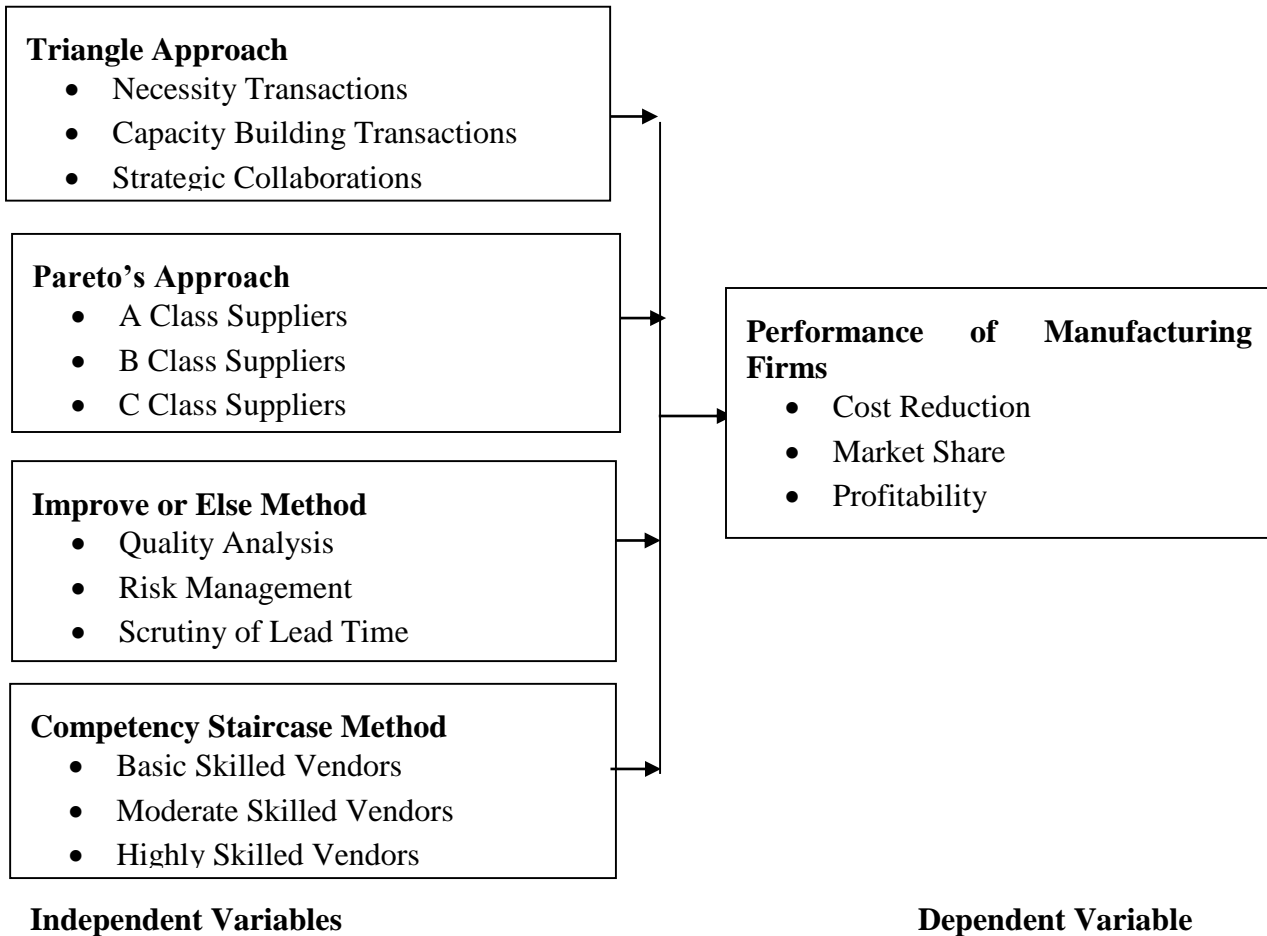 Triangle Approach
• Necessity Transactions
• Capacity Building Transactions
• Strategic Collaborations
Pareto’s Approach
• A Class Suppliers
• B Class Suppliers
• C Class Suppliers
Improve or Else Method
• Quality Analysis
• Risk Management
• Scrutiny of Lead Time
Competency Staircase Method
• Basic Skilled Vendors
• Moderate Skilled Vendors
• Highly Skilled Vendors
Performance of Manufacturing
Firms
• Cost Reduction
• Market Share
• Profitability
Independent Variables
Dependent Variable